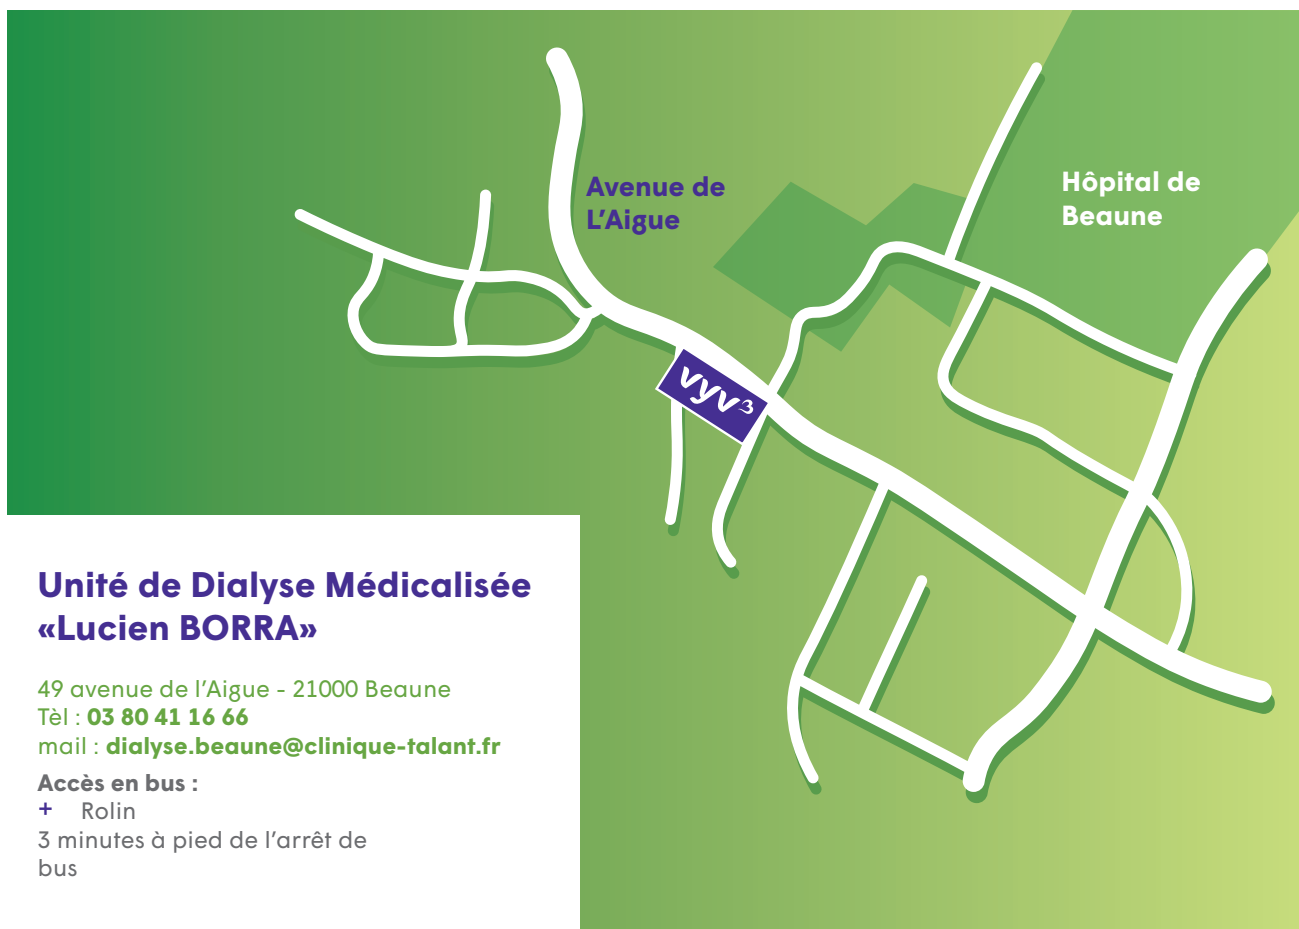 Avenue de
L'Aigue
Hôpital de
Beaune
vyv3
Unité de Dialyse Médicalisée
«Lucien BORRA»
49 avenue de l'Aigue - 21000 Beaune
Tèl : 03 80 41 16 66
mail : dialyse.beaune@clinique-talant.fr
Accès en bus :
+ Rolin
3 minutes à pied de l'arrêt de
bus